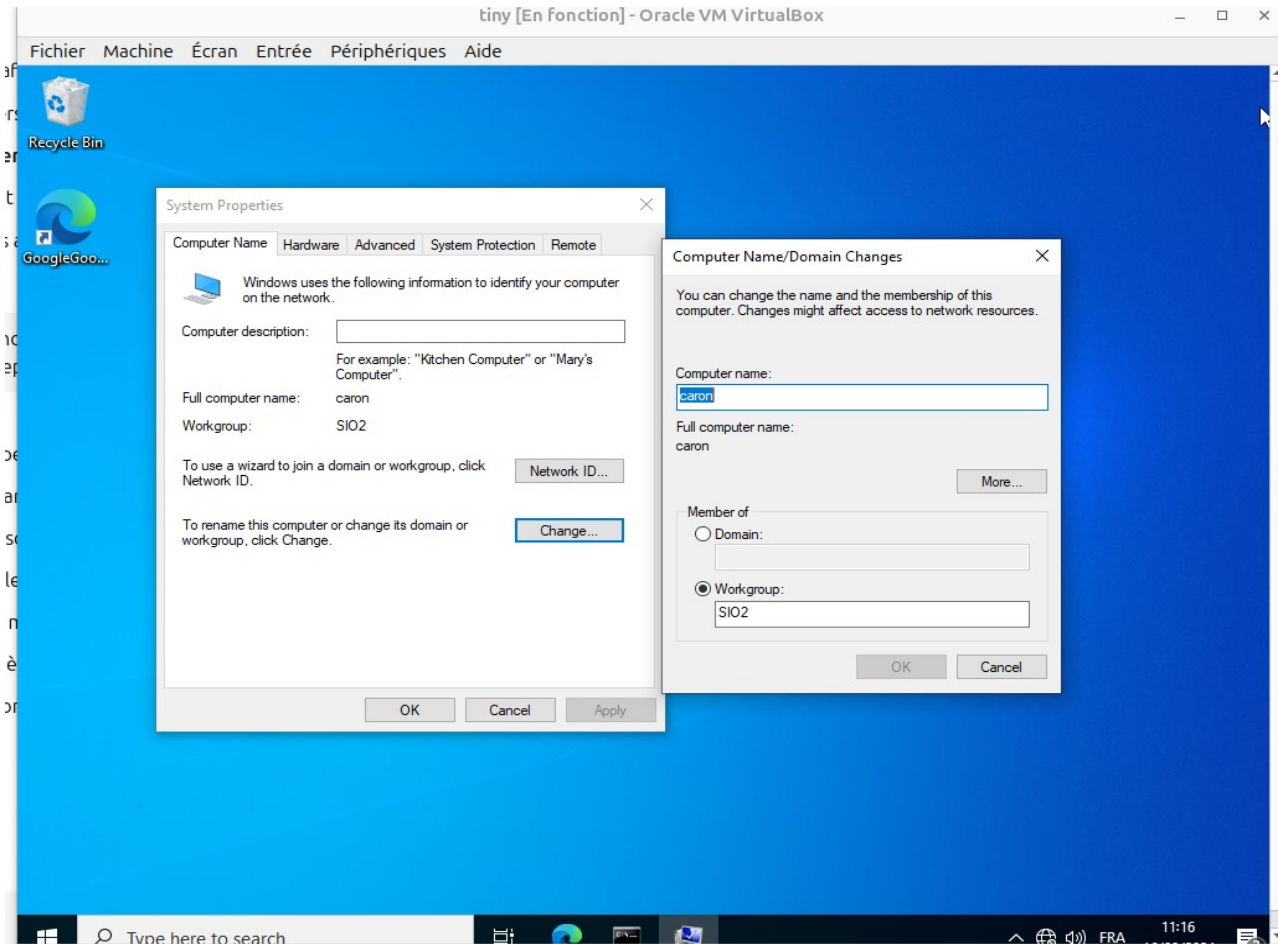 tiny [En fonction] - Oracle VM VirtualBox
Fichier Machine Écran Entrée Périphériques Aide
Recycle Bin
GoogleGoo...
System Properties
Computer Name Hardware Advanced System Protection Remote
Windows uses the following information to identify your computer
on the network.
Computer description:
For example: "Kitchen Computer" or "Mary's
Computer".
Full computer name: caron
Workgroup: SIO2
To use a wizard to join a domain or workgroup, click
Network ID.
Network ID...
To rename this computer or change its domain or
workgroup, click Change.
Change...
OK Cancel Apply
Computer Name/Domain Changes
You can change the name and the membership of this
computer. Changes might affect access to network resources.
Computer name:
caron
Full computer name:
caron
More...
Member of
Domain:
Workgroup:
SIO2
OK Cancel
Type here to search
FRA
11:16